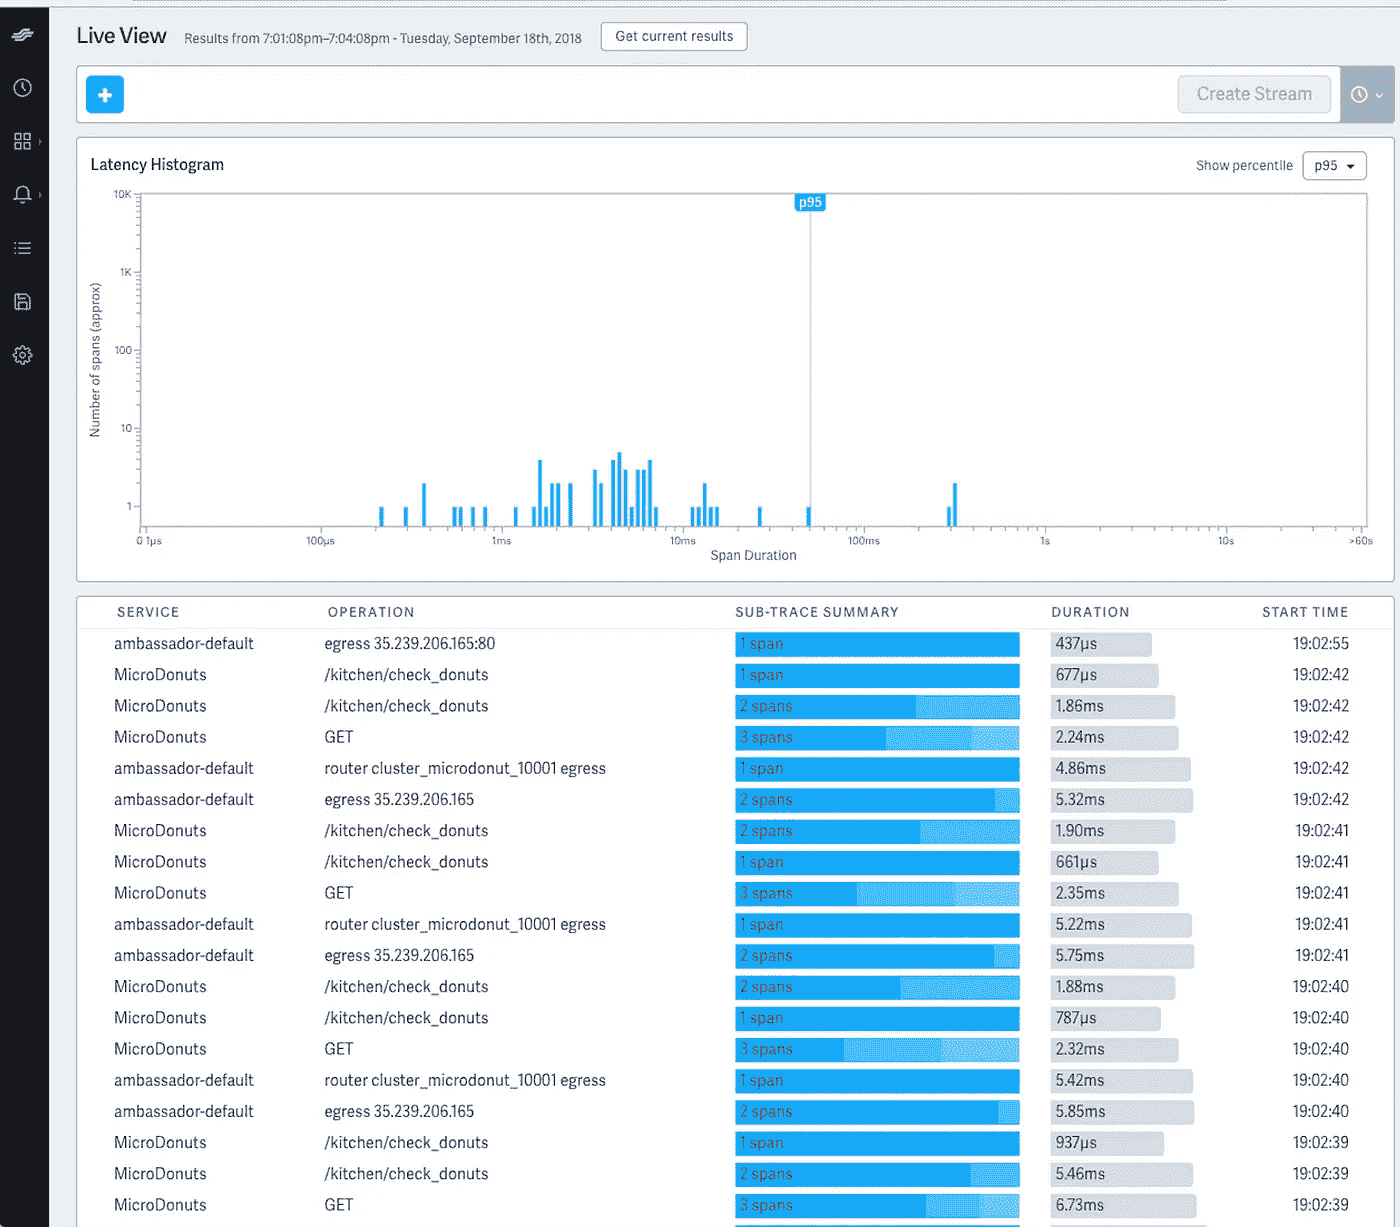 Live View Results from 7:01:08pm–7:04:08pm - Tuesday, September 18th, 2018 Get current results
+ Create Stream
Latency Histogram Show percentile p95
p95
Number of spans (approx)
10K
1K
100
10
1
0 1µs 100µs 1ms 10ms 100ms 1s 10s >60s
Span Duration
SERVICE OPERATION SUB-TRACE SUMMARY DURATION START TIME
ambassador-default egress 35.239.206.165:80 1 span 437µs 19:02:55
MicroDonuts /kitchen/check_donuts 1 span 677µs 19:02:42
MicroDonuts /kitchen/check_donuts 2 spans 1.86ms 19:02:42
MicroDonuts GET 3 spans 2.24ms 19:02:42
ambassador-default router cluster_microdonut_10001 egress 1 span 4.86ms 19:02:42
ambassador-default egress 35.239.206.165 2 spans 5.32ms 19:02:42
MicroDonuts /kitchen/check_donuts 2 spans 1.90ms 19:02:41
MicroDonuts /kitchen/check_donuts 1 span 661µs 19:02:41
MicroDonuts GET 3 spans 2.35ms 19:02:41
ambassador-default router cluster_microdonut_10001 egress 1 span 5.22ms 19:02:41
ambassador-default egress 35.239.206.165 2 spans 5.75ms 19:02:41
MicroDonuts /kitchen/check_donuts 2 spans 1.88ms 19:02:40
MicroDonuts /kitchen/check_donuts 1 span 787µs 19:02:40
MicroDonuts GET 3 spans 2.32ms 19:02:40
ambassador-default router cluster_microdonut_10001 egress 1 span 5.42ms 19:02:40
ambassador-default egress 35.239.206.165 2 spans 5.85ms 19:02:40
MicroDonuts /kitchen/check_donuts 1 span 937µs 19:02:39
MicroDonuts /kitchen/check_donuts 2 spans 5.46ms 19:02:39
MicroDonuts GET 3 spans 6.73ms 19:02:39